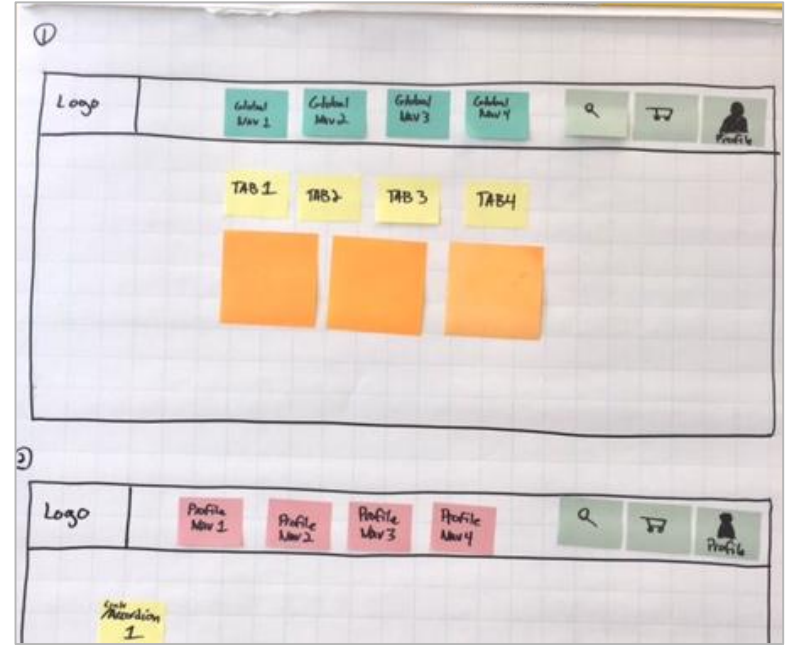 1
Logo
Global
Nav 1
Global
Nav 2
Global
Nav 3
Global
Nav 4
Profile
TAB 1
TAB 2
TAB 3
TAB 4
2
Logo
Profile
Nav 1
Profile
Nav 2
Profile
Nav 3
Profile
Nav 4
Profile
Accordion
1